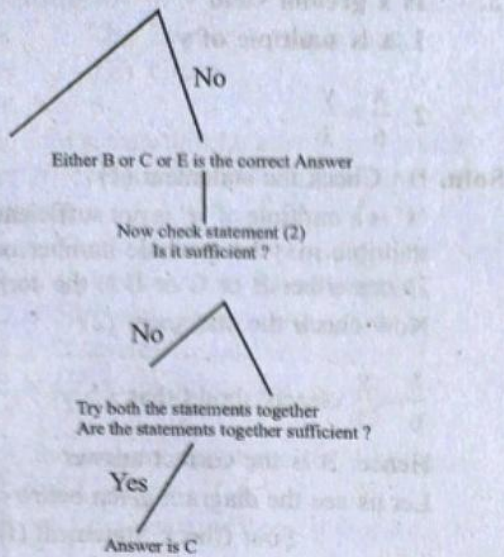 No
Either B or C or E is the correct Answer
Now check statement (2)
Is it sufficient ?
No
Try both the statements together
Are the statements together sufficient ?
Yes
Answer is C